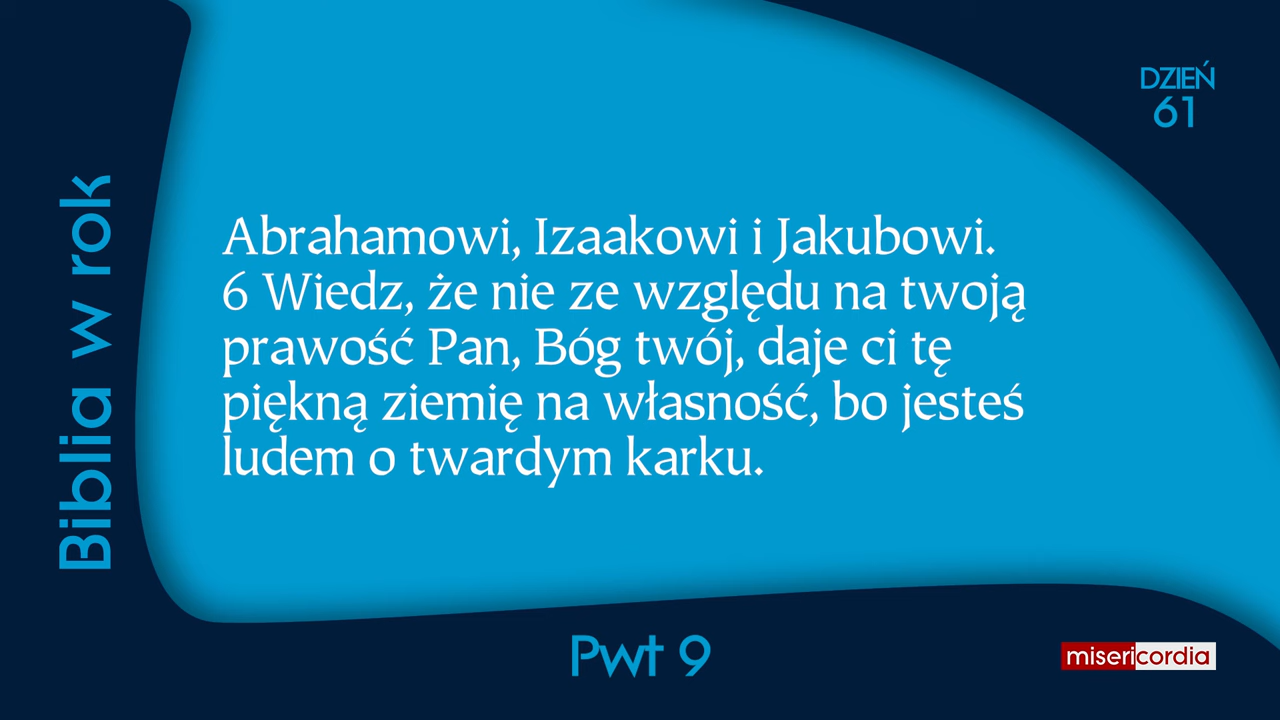 DZIEŃ
61
Biblia w rok
Abrahamowi, Izaakowi i Jakubowi.
6 Wiedz, że nie ze względu na twoją
prawość Pan, Bóg twój, daje ci tę
piękną ziemię na własność, bo jesteś
ludem o twardym karku.
Pwt 9
misericordia